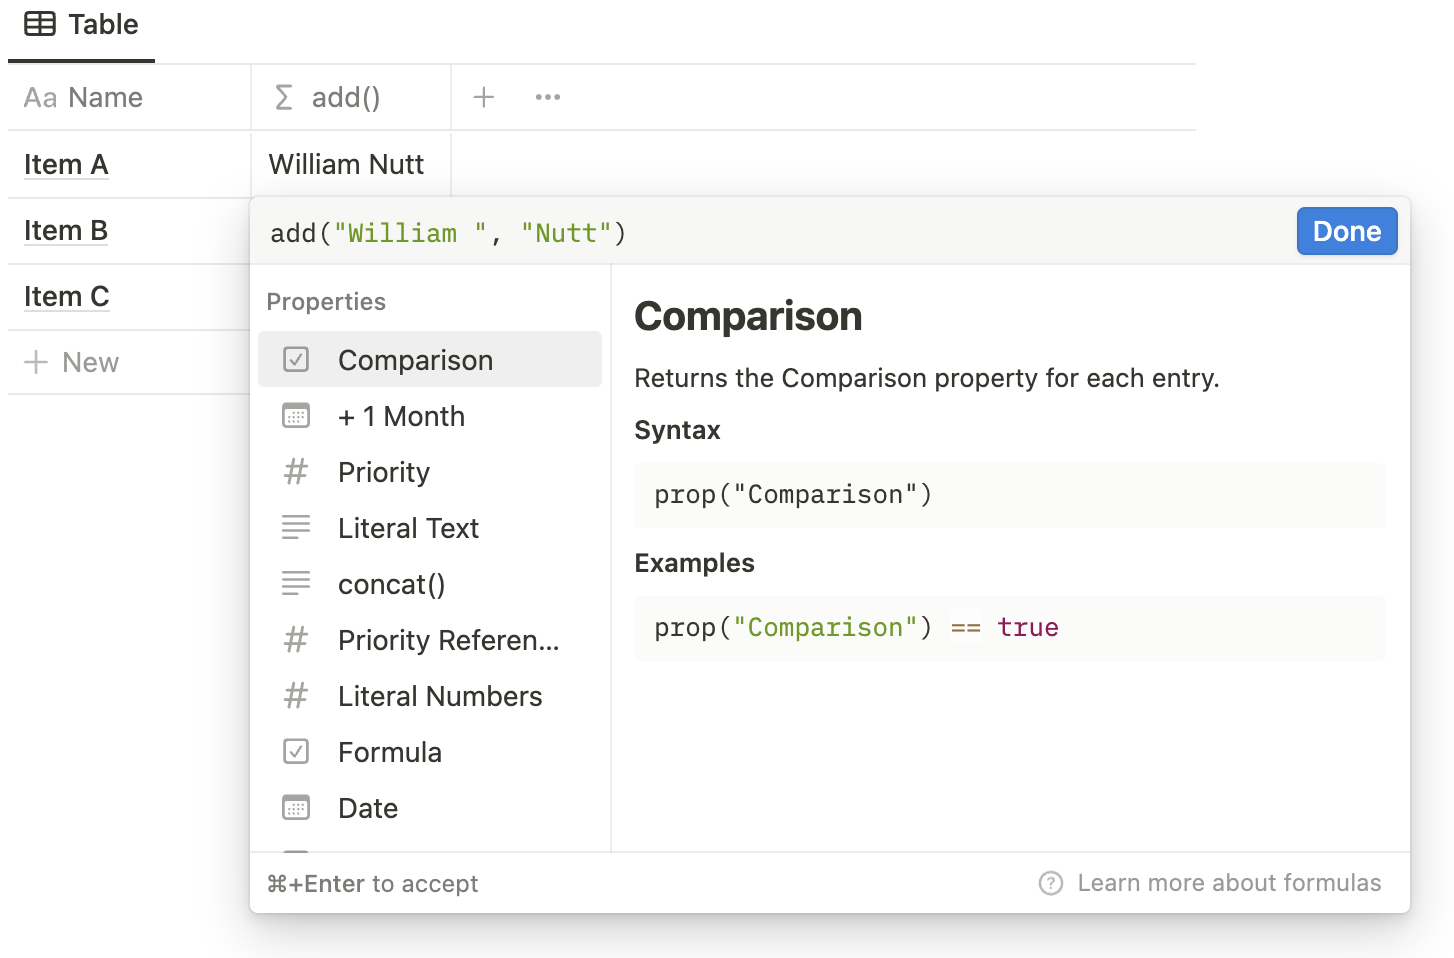 Table
Aa Name Σ add() + •••
Item A William Nutt
Item B
Item C
+ New
add("William ", "Nutt") Done
Properties
Comparison
+ 1 Month
# Priority
Literal Text
concat()
# Priority Referen...
# Literal Numbers
Formula
Date
Comparison
Returns the Comparison property for each entry.
Syntax
prop("Comparison")
Examples
prop("Comparison") == true
⌘+Enter to accept
? Learn more about formulas